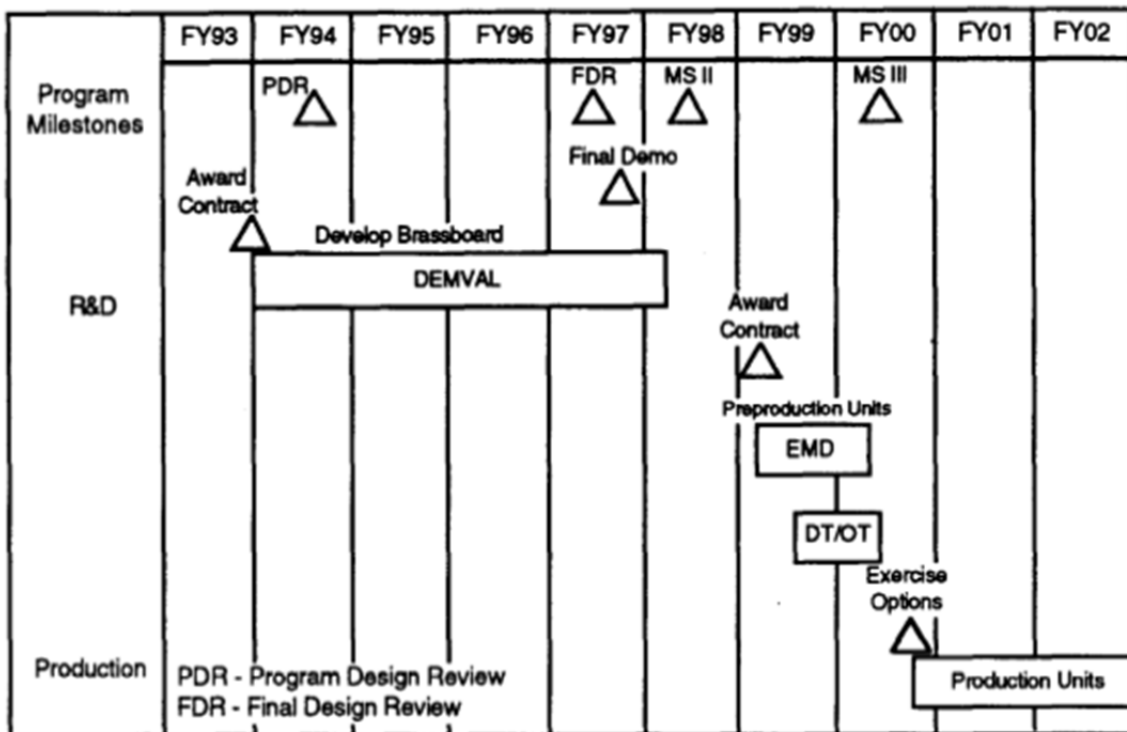 FY93 FY94 FY95 FY96 FY97 FY98 FY99 FY00 FY01 FY02
Program
Milestones
PDR
FDR
MS II
MS III
Final Demo
R&D
Award
Contract
Develop Brassboard
DEMVAL
Award
Contract
Preproduction Units
EMD
DT/OT
Exercise
Options
Production
Production Units
PDR - Program Design Review
FDR - Final Design Review